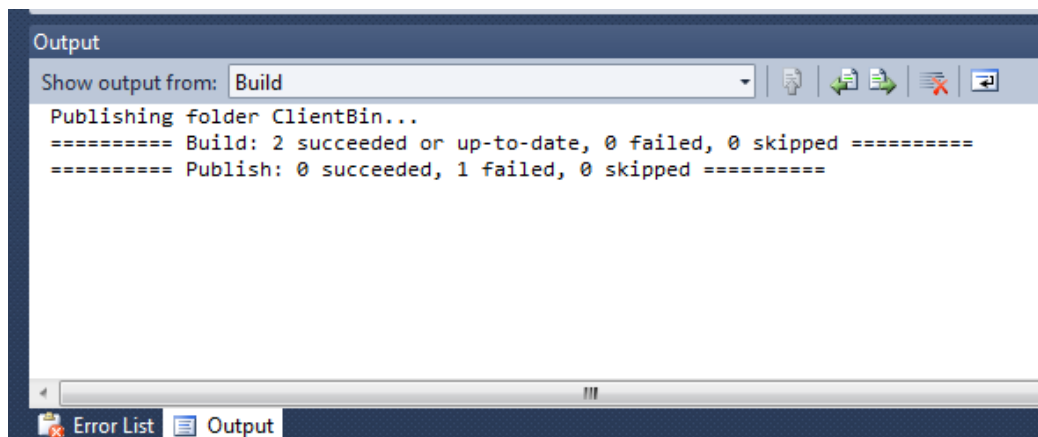 Output
Show output from: Build
Publishing folder ClientBin...
========== Build: 2 succeeded or up-to-date, 0 failed, 0 skipped ==========
========== Publish: 0 succeeded, 1 failed, 0 skipped ==========
Error List Output